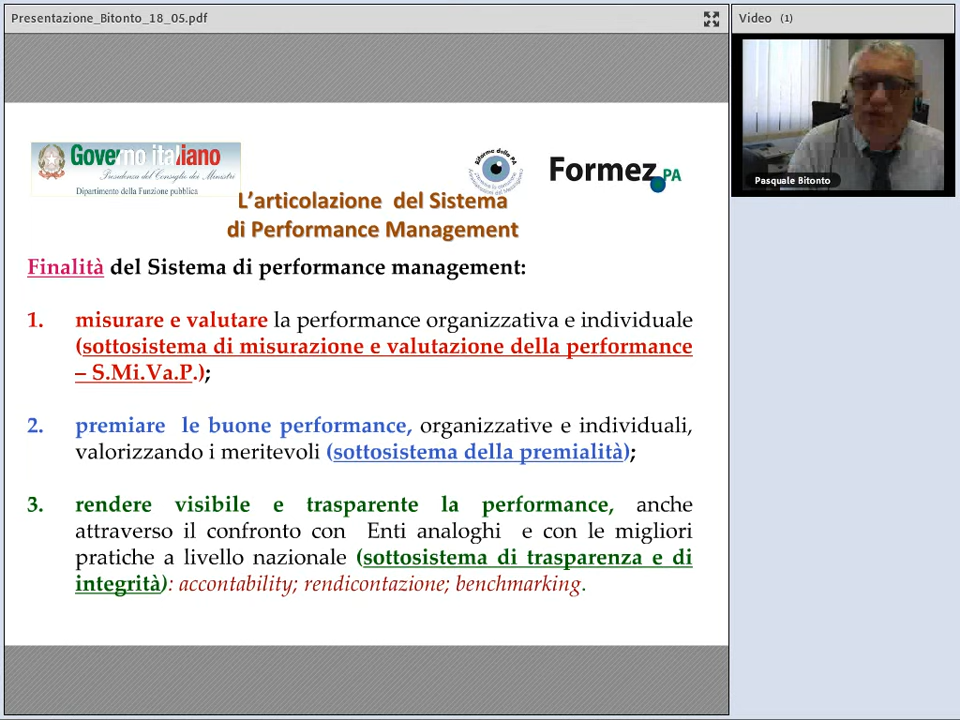 Presentazione_Bitonto_18_05.pdf
Video (1)
Pasquale Bitonto
Governo italiano
Presidenza del Consiglio dei Ministri
Dipartimento della Funzione pubblica
Riforme della PA
Formez PA
L'articolazione del Sistema
di Performance Management
Finalità del Sistema di performance management:
1. misurare e valutare la performance organizzativa e individuale
(sottosistema di misurazione e valutazione della performance
– S.Mi.Va.P.);
2. premiare le buone performance, organizzative e individuali,
valorizzando i meritevoli (sottosistema della premialità);
3. rendere visibile e trasparente la performance, anche
attraverso il confronto con Enti analoghi e con le migliori
pratiche a livello nazionale (sottosistema di trasparenza e di
integrità): accontability; rendicontazione; benchmarking.